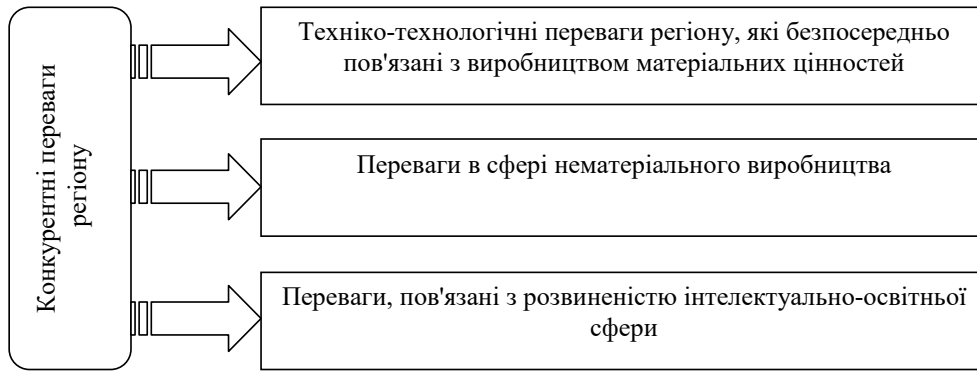 Конкурентні переваги
регіону
Техніко-технологічні переваги регіону, які безпосередньо
пов'язані з виробництвом матеріальних цінностей
Переваги в сфері нематеріального виробництва
Переваги, пов'язані з розвиненістю інтелектуально-освітньої
сфери